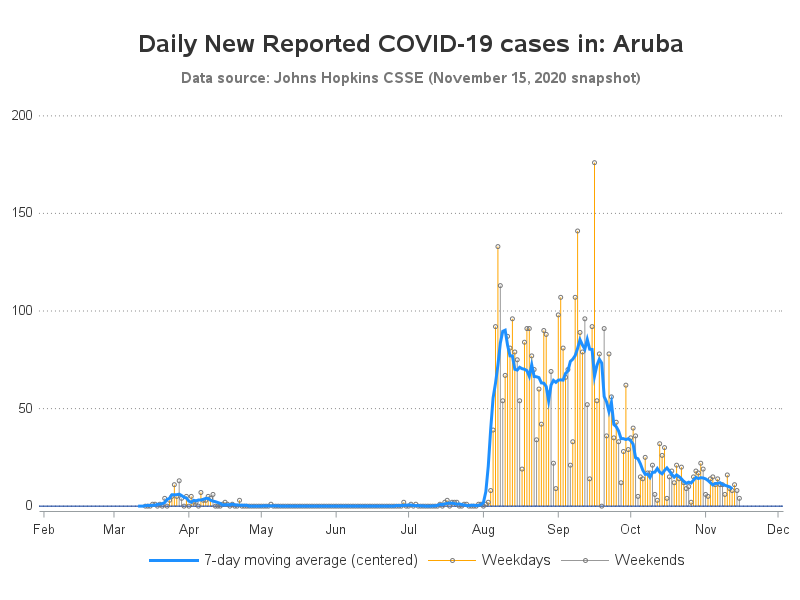 Daily New Reported COVID-19 cases in: Aruba
Data source: Johns Hopkins CSSE (November 15, 2020 snapshot)
200
150
100
50
0
Feb Mar Apr May Jun Jul Aug Sep Oct Nov Dec
7-day moving average (centered) Weekdays Weekends